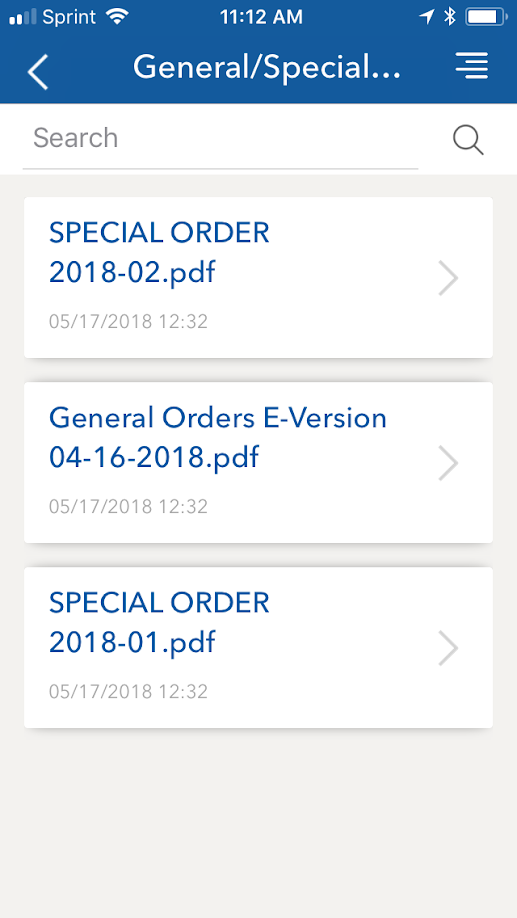 Sprint 11:12 AM
General/Special...
Search
SPECIAL ORDER
2018-02.pdf
05/17/2018 12:32
General Orders E-Version
04-16-2018.pdf
05/17/2018 12:32
SPECIAL ORDER
2018-01.pdf
05/17/2018 12:32